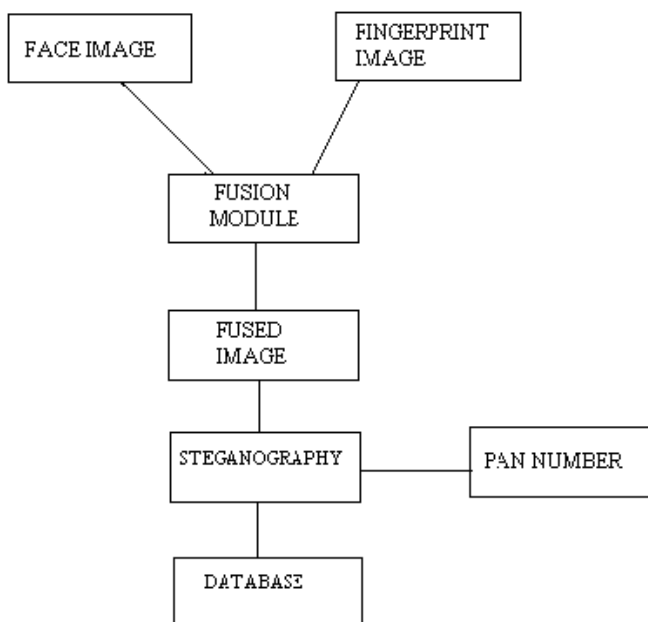 FACE IMAGE
FINGERPRINT
IMAGE
FUSION
MODULE
FUSED
IMAGE
STEGANOGRAPHY
PAN NUMBER
DATABASE